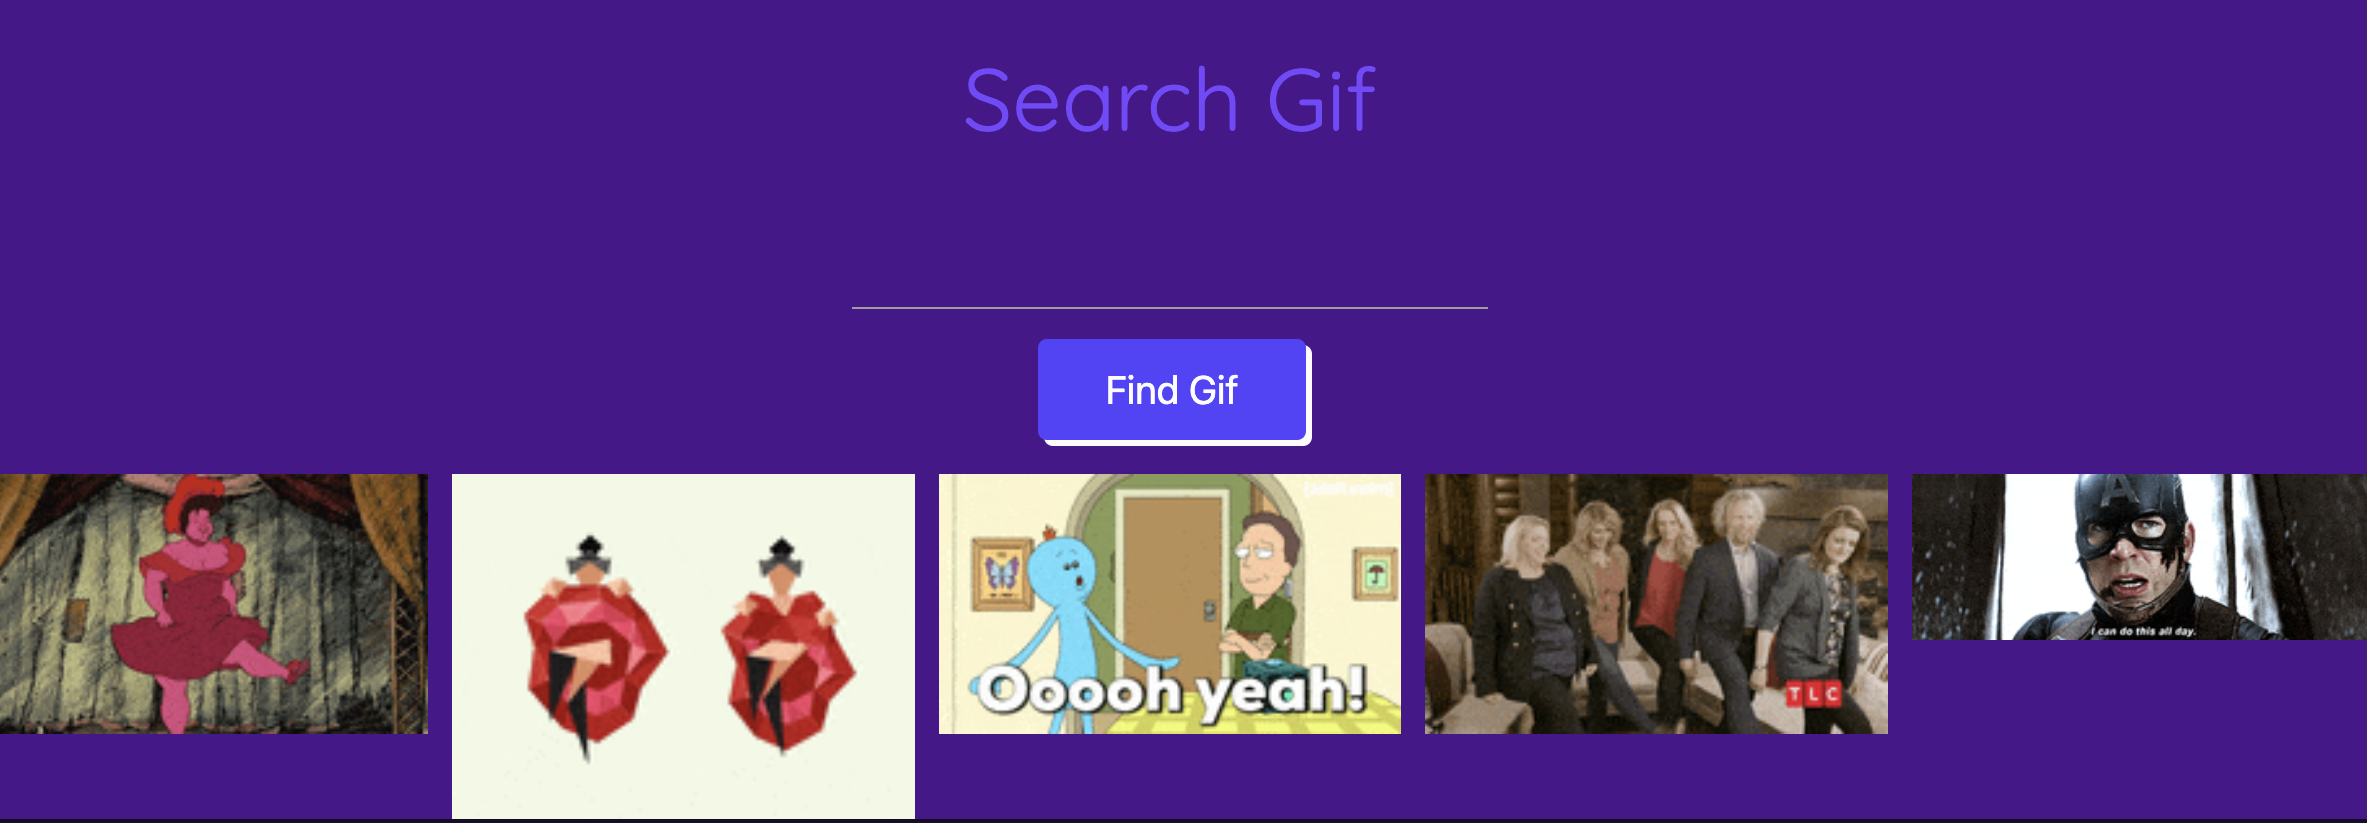 Search Gif
Find Gif
[adult swim]
Ooooh yeah!
TLC
A
I can do this all day.